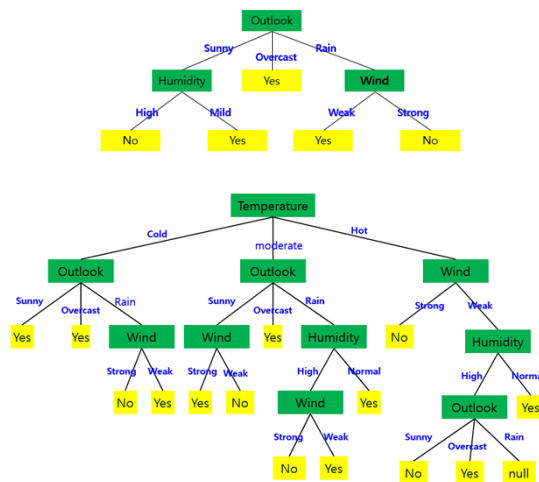 Outlook
Sunny Overcast Rain
Humidity Yes Wind
High Mild Weak Strong
No Yes Yes No
Temperature
Cold moderate Hot
Outlook Outlook Wind
Sunny Overcast Rain Sunny Rain Strong Weak
Yes Yes Wind Wind Yes Humidity No Humidity
Strong Weak Strong Weak High Normal High Norma
No Yes Yes No Wind Yes Outlook Yes
Strong Weak Sunny Overcast Rain
No Yes No Yes null